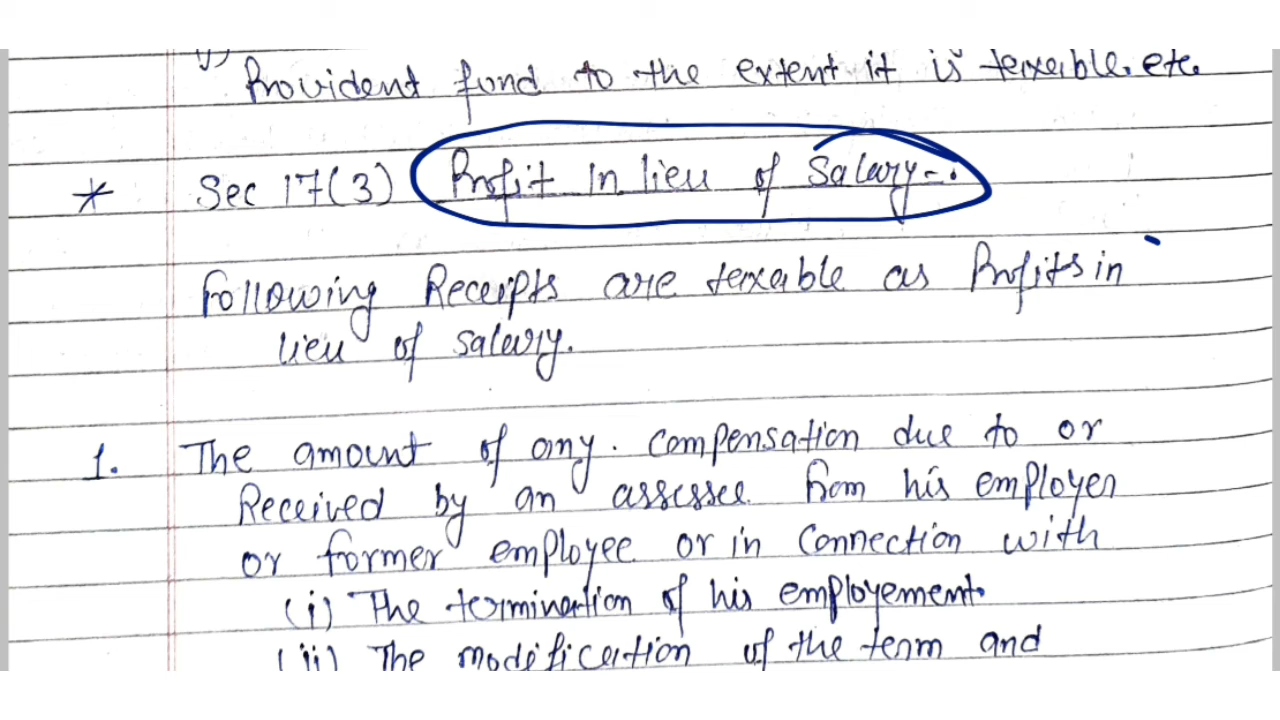 Provident fund to the extent it is taxable. etc.
* Sec 17(3) Profit in lieu of Salary-.
Following Receipts are taxable as Profits in
lieu of salary.
1. The amount of any. Compensation due to or
Received by an assessee from his employer
or former employee or in Connection with
(i) The termination of his employement.
(ii) The modification of the term and